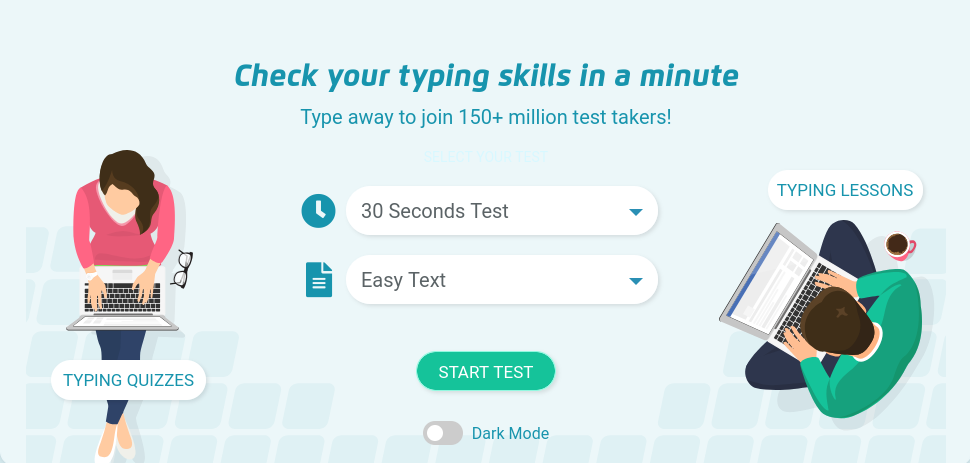 Check your typing skills in a minute
Type away to join 150+ million test takers!
SELECT YOUR TEST
30 Seconds Test
Easy Text
START TEST
Dark Mode
TYPING QUIZZES
TYPING LESSONS